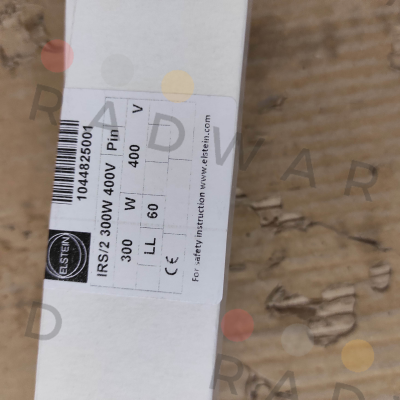 1044825001
ELSTEIN
IRS/2 300W 400V Pin
300 W 400 V
LL 60
CE
For safety instruction www.elstein.com
RADWAR
D
RADWAR